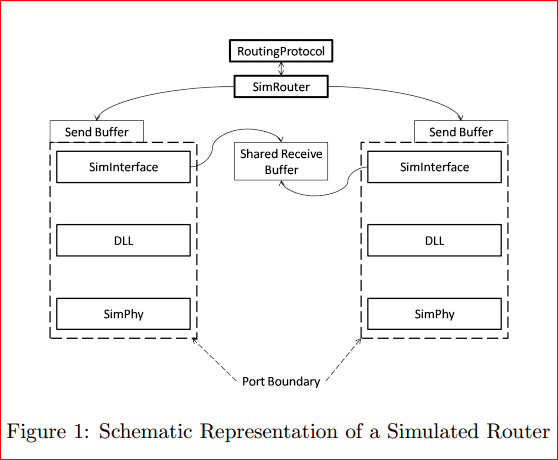 RoutingProtocol
SimRouter
Send Buffer
Send Buffer
SimInterface
Shared Receive
Buffer
SimInterface
DLL
DLL
SimPhy
SimPhy
Port Boundary
Figure 1: Schematic Representation of a Simulated Router